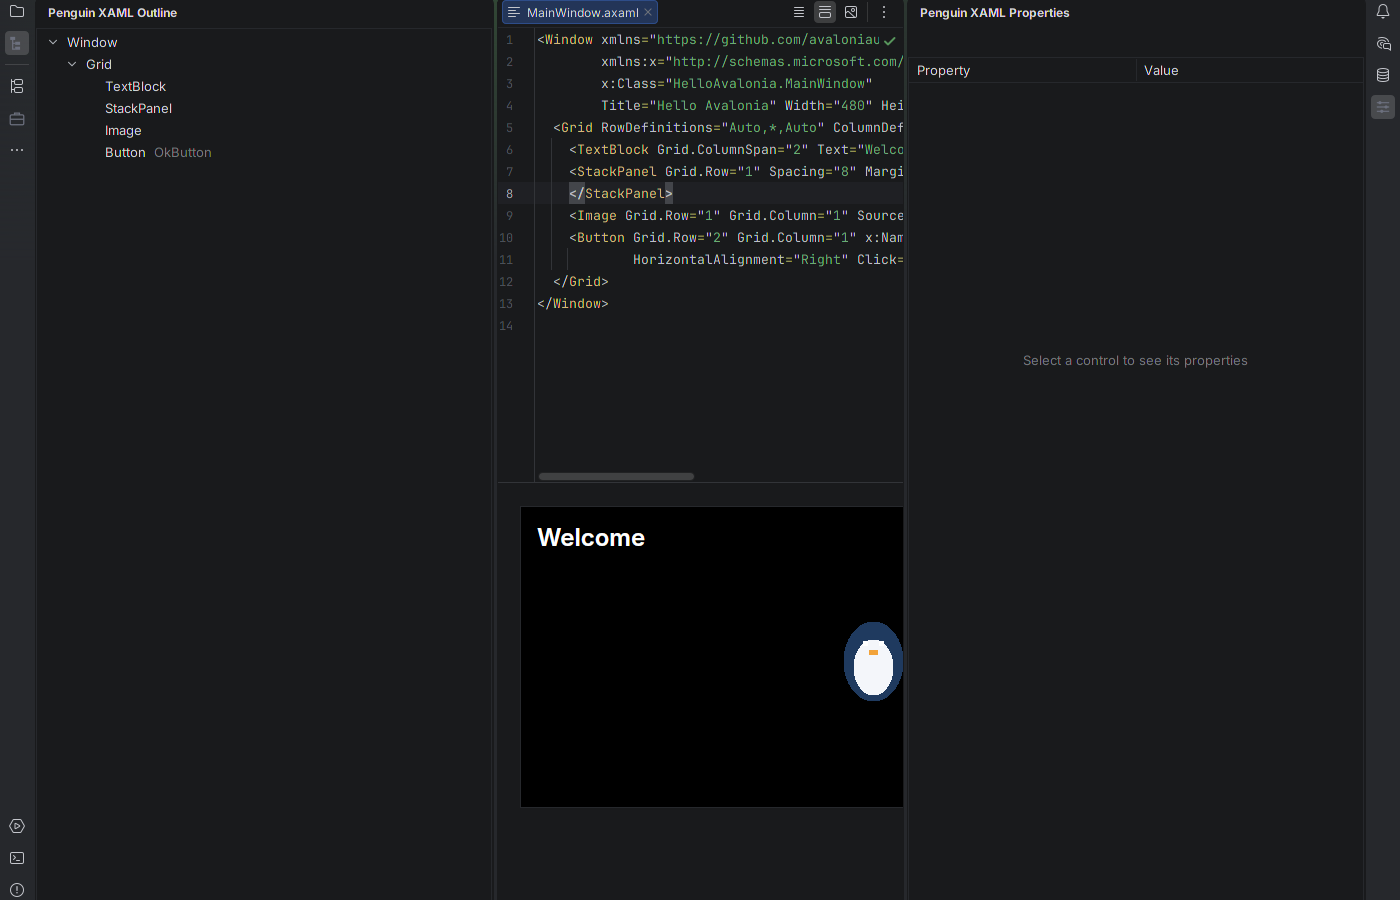 Penguin XAML Outline
Window
Grid
TextBlock
StackPanel
Image
Button OkButton
MainWindow.axaml
1 <Window xmlns="https://github.com/avaloniau
2 xmlns:x="http://schemas.microsoft.com/
3 x:Class="HelloAvalonia.MainWindow"
4 Title="Hello Avalonia" Width="480" Hei
5 <Grid RowDefinitions="Auto,*,Auto" ColumnDef
6 <TextBlock Grid.ColumnSpan="2" Text="Welco
7 <StackPanel Grid.Row="1" Spacing="8" Margi
8 </StackPanel>
9 <Image Grid.Row="1" Grid.Column="1" Source
10 <Button Grid.Row="2" Grid.Column="1" x:Nam
11 HorizontalAlignment="Right" Click=
12 </Grid>
13 </Window>
14
Welcome
Penguin XAML Properties
Property Value
Select a control to see its properties